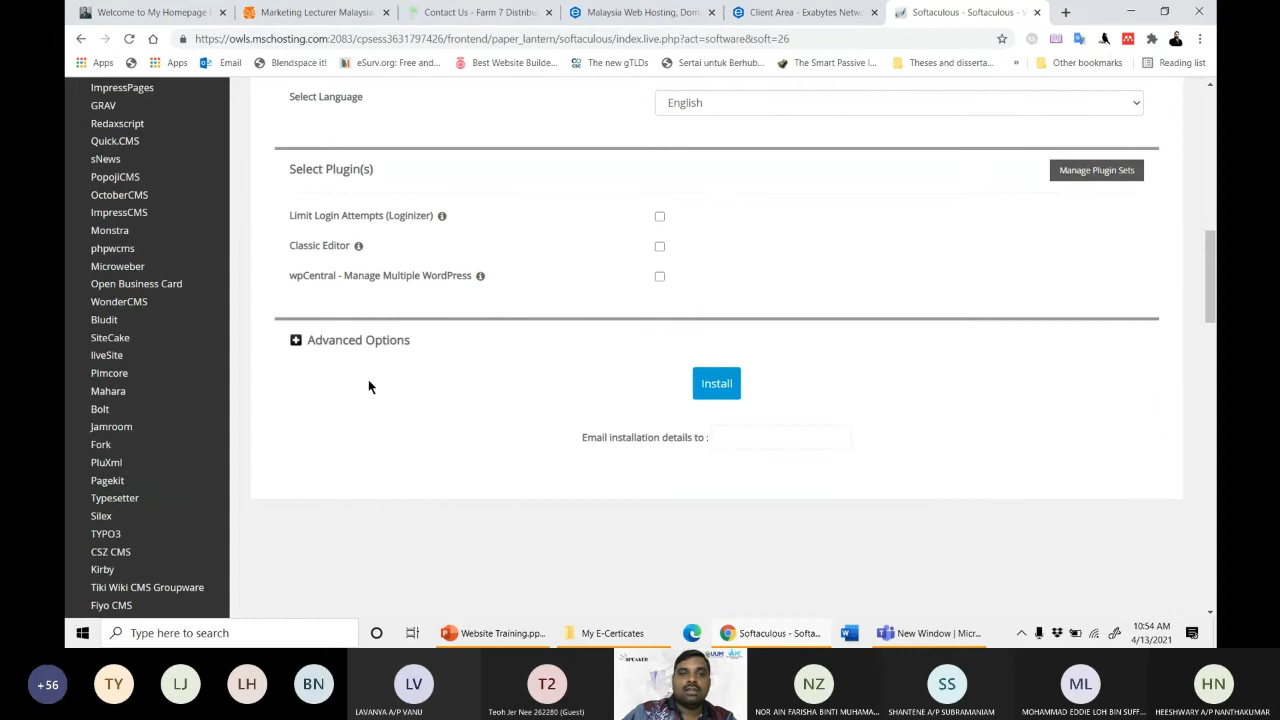 Welcome to My Homepage
Marketing Lecturer Malaysia
Contact Us - Farm 7 Distribu
Malaysia Web Hosting, Dom
Client Area - Exabytes Netw
Softaculous - Softaculous - V
https://owls.mschosting.com:2083/cpsess3631797426/frontend/paper_lantern/softaculous/index.live.php?act=software&soft=26
Apps
Apps
Email
Blendspace it!
eSurv.org: Free and...
Best Website Builde...
The new gTLDs
Sertai untuk Berhub...
The Smart Passive I...
Theses and disserta...
»
Other bookmarks
Reading list
ImpressPages
GRAV
Redaxscript
Quick.CMS
sNews
PopojiCMS
OctoberCMS
ImpressCMS
Monstra
phpwcms
Microweber
Open Business Card
WonderCMS
Bludit
SiteCake
liveSite
Pimcore
Mahara
Bolt
Jamroom
Fork
PluXml
Pagekit
Typesetter
Silex
TYPO3
CSZ CMS
Kirby
Tiki Wiki CMS Groupware
Fiyo CMS
Select Language
English
Select Plugin(s)
Manage Plugin Sets
Limit Login Attempts (Loginizer)
Classic Editor
wpCentral - Manage Multiple WordPress
Advanced Options
Install
Email installation details to :
Type here to search
Website Training.pp...
My E-Certicates
Softaculous - Softa...
New Window | Micr...
10:54 AM
4/13/2021
+56
TY
LJ
LH
BN
LV
LAVANYA A/P VANU
T2
Teoh Jer Nee 262280 (Guest)
SPEAKER
UUM
NZ
NOR AIN FARISHA BINTI MUHAMA...
SS
SHANTENE A/P SUBRAMANIAM
ML
MOHAMMAD EDDIE LOH BIN SUFF...
HN
HEESHWARY A/P NANTHAKUMAR